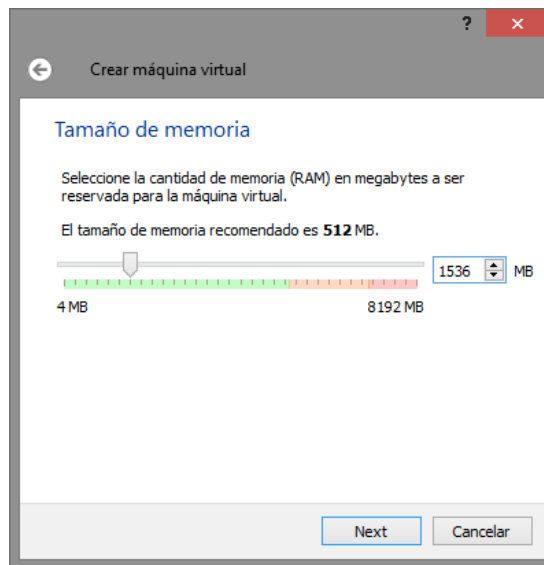 ?
Crear máquina virtual
Tamaño de memoria
Seleccione la cantidad de memoria (RAM) en megabytes a ser
reservada para la máquina virtual.
El tamaño de memoria recomendado es 512 MB.
1536 MB
4 MB 8192 MB
Next Cancelar